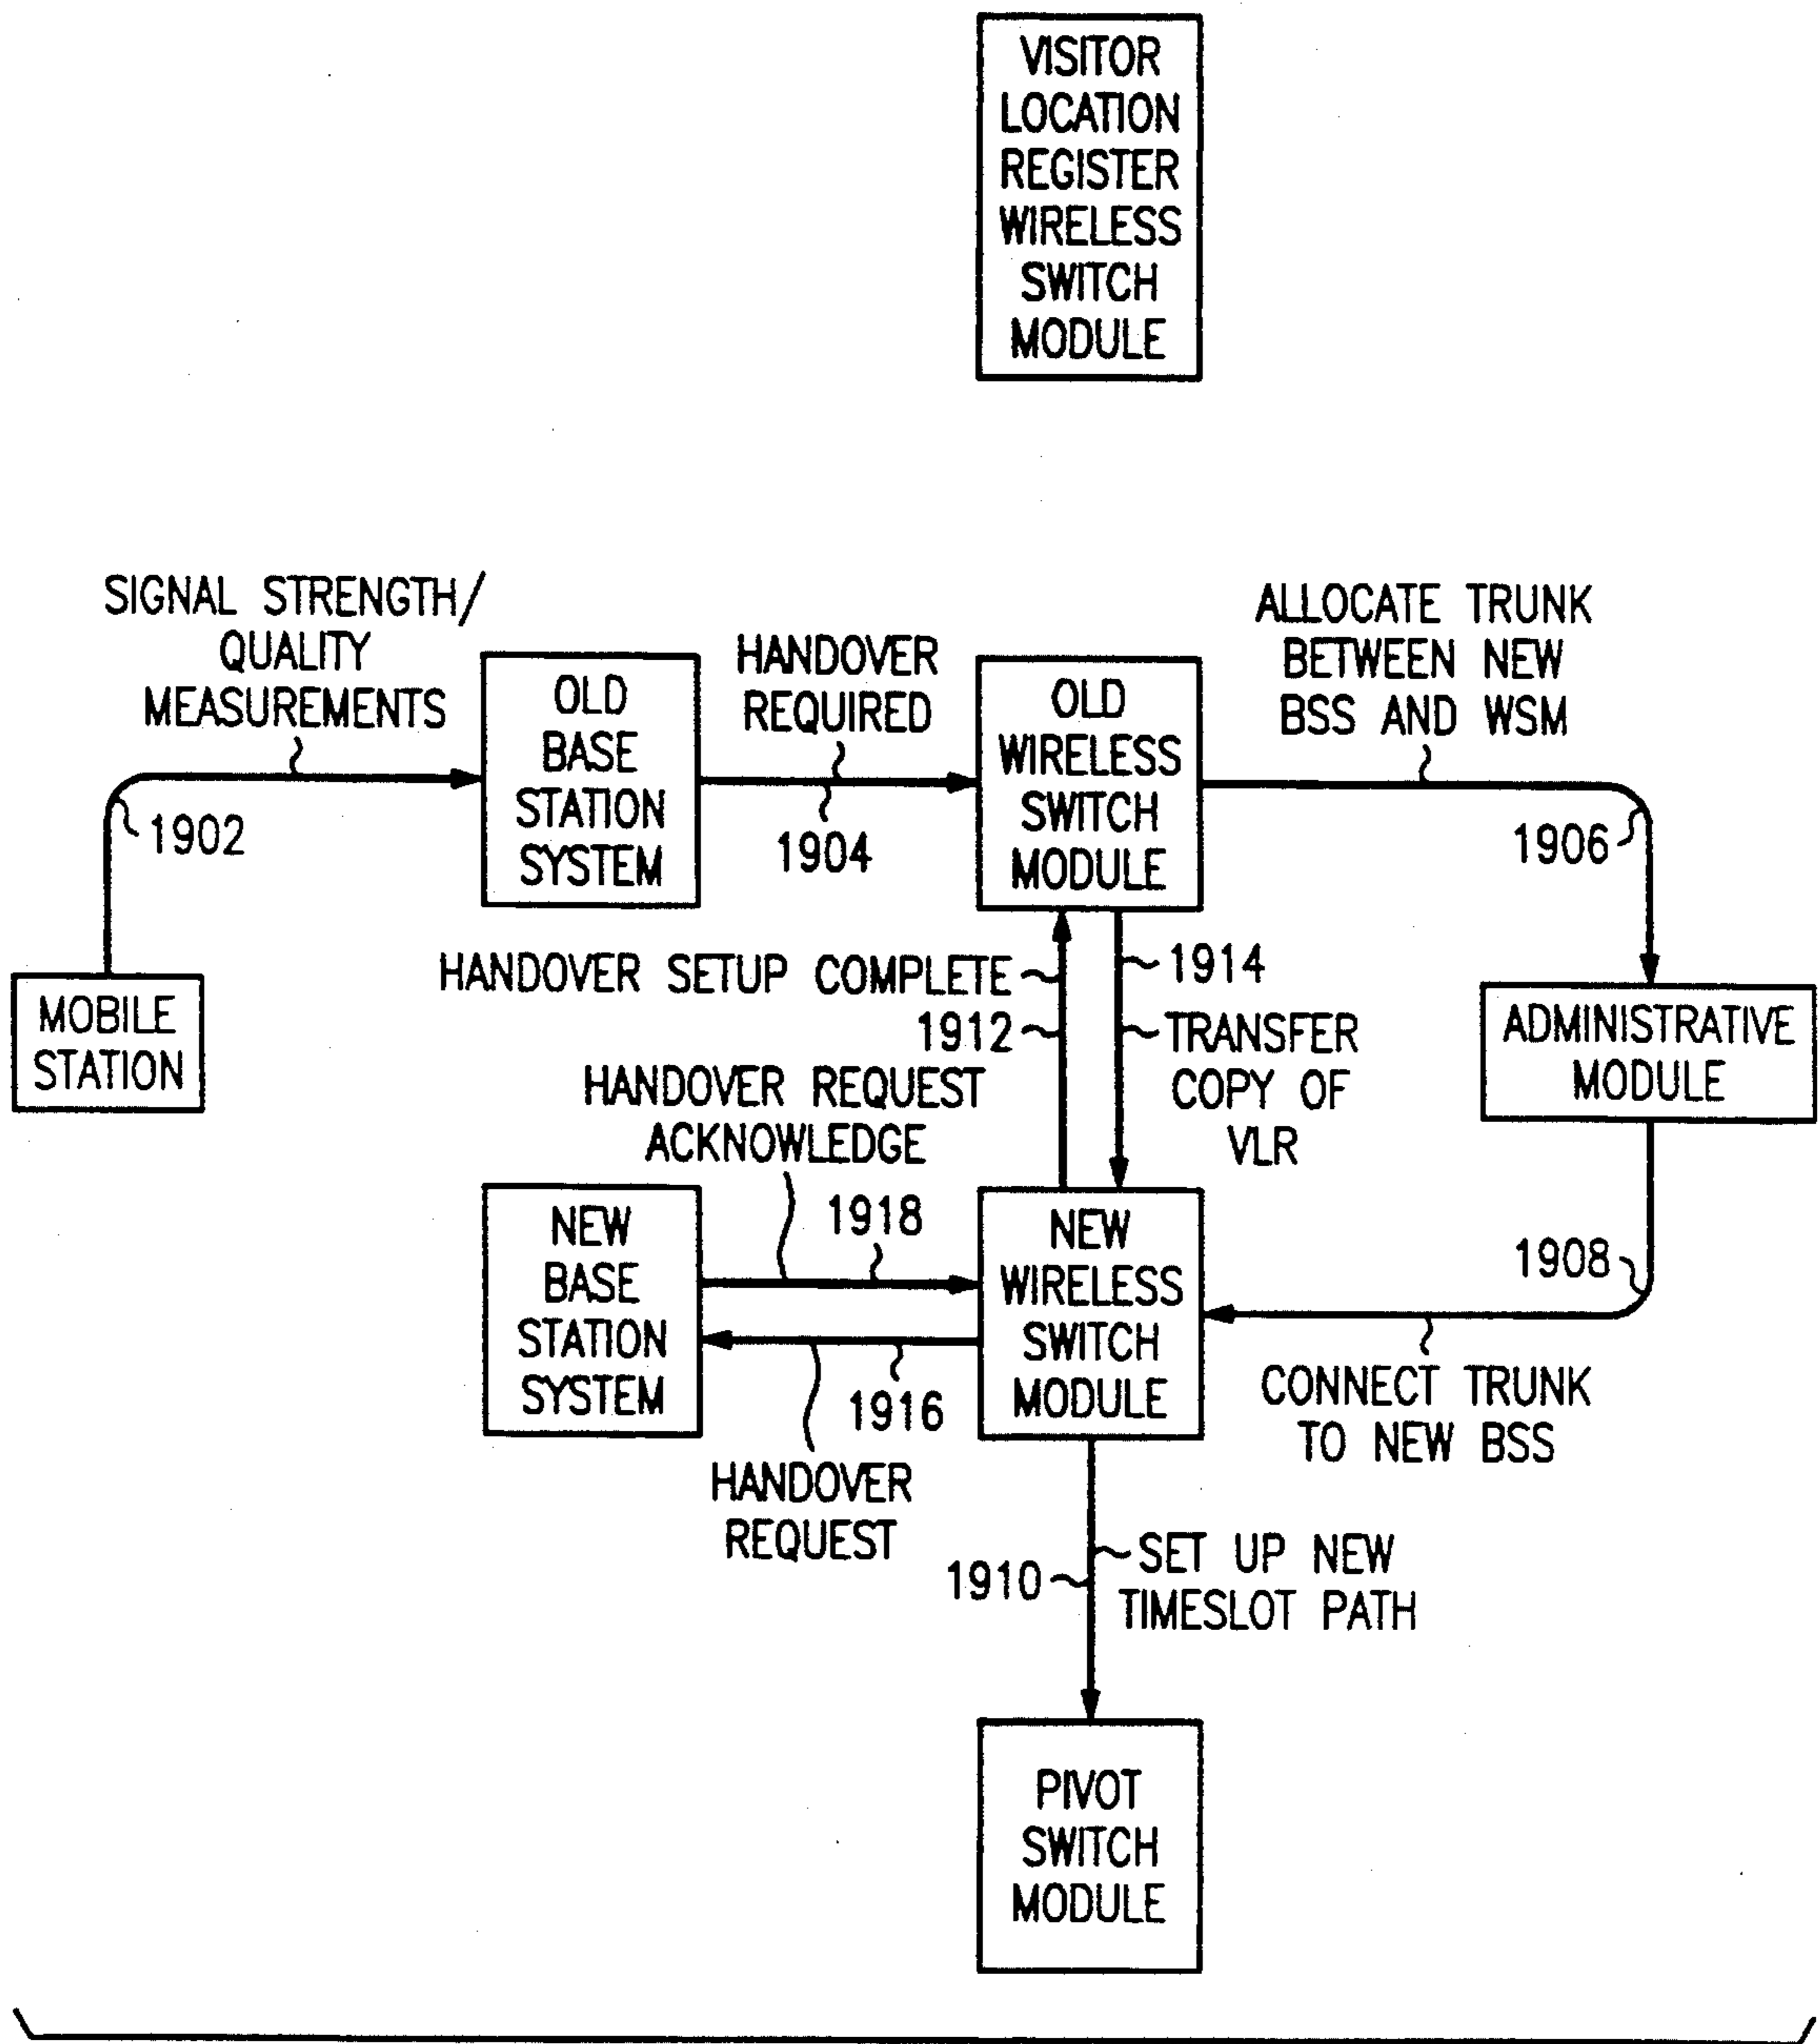 VISITOR
LOCATION
REGISTER
WIRELESS
SWITCH
MODULE
SIGNAL STRENGTH/
QUALITY
MEASUREMENTS
1902
OLD
BASE
STATION
SYSTEM
HANDOVER
REQUIRED
1904
OLD
WIRELESS
SWITCH
MODULE
ALLOCATE TRUNK
BETWEEN NEW
BSS AND WSM
1906
MOBILE
STATION
HANDOVER SETUP COMPLETE
1912
1914
TRANSFER
COPY OF
VLR
ADMINISTRATIVE
MODULE
HANDOVER REQUEST
ACKNOWLEDGE
1918
NEW
BASE
STATION
SYSTEM
1916
HANDOVER
REQUEST
NEW
WIRELESS
SWITCH
MODULE
1908
CONNECT TRUNK
TO NEW BSS
1910
SET UP NEW
TIMESLOT PATH
PIVOT
SWITCH
MODULE